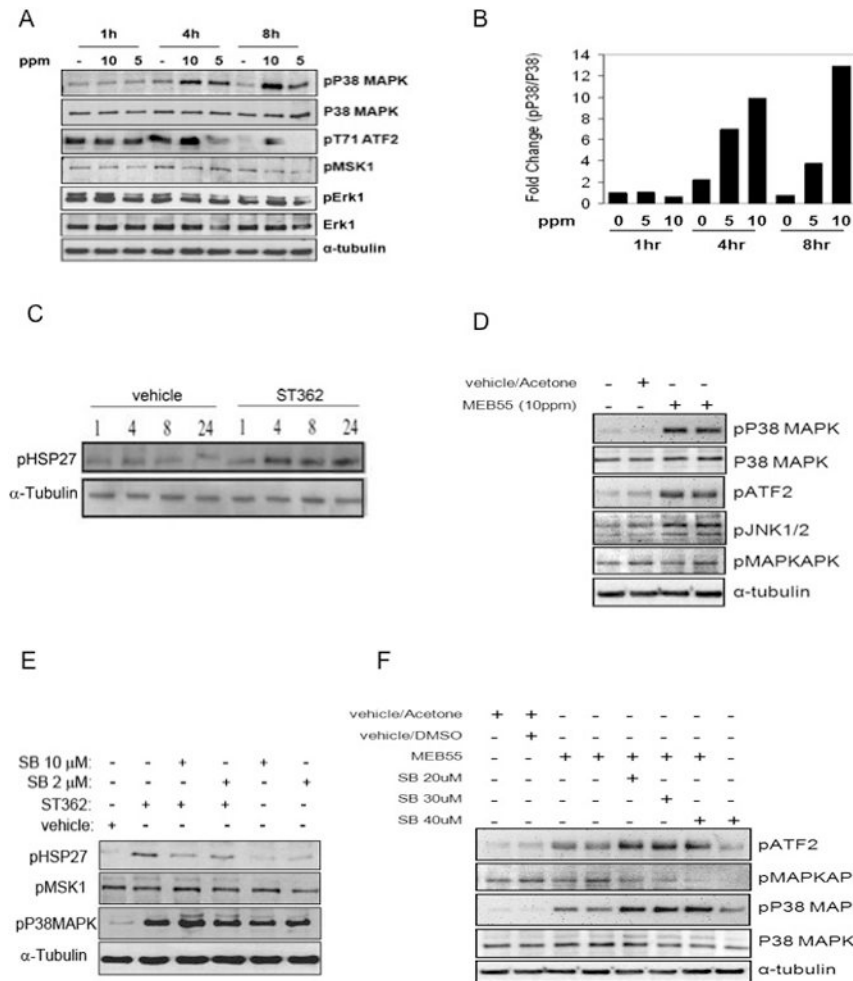 A
1h 4h 8h
ppm - 10 5 - 10 5 - 10 5
pP38 MAPK
P38 MAPK
pT71 ATF2
pMSK1
pErk1
Erk1
α-tubulin
B
Fold Change (pP38/P38)
14
12
10
8
6
4
2
0
ppm 0 5 10 0 5 10 0 5 10
1hr 4hr 8hr
C
vehicle ST362
1 4 8 24 1 4 8 24
pHSP27
α-Tubulin
D
vehicle/Acetone - + - -
MEB55 (10ppm) - - + +
pP38 MAPK
P38 MAPK
pATF2
pJNK1/2
pMAPKAPK
α-tubulin
E
SB 10 μM: - - + - + -
SB 2 μM: - - - + - +
ST362: - + + + - -
vehicle: + - - - - -
pHSP27
pMSK1
pP38MAPK
α-Tubulin
F
vehicle/Acetone + + - - - - - -
vehicle/DMSO - + - - - - - -
MEB55 - - + + + + + -
SB 20uM - - - - + - - -
SB 30uM - - - - - + - -
SB 40uM - - - - - - + +
pATF2
pMAPKAP
pP38 MAP
P38 MAPK
α-tubulin